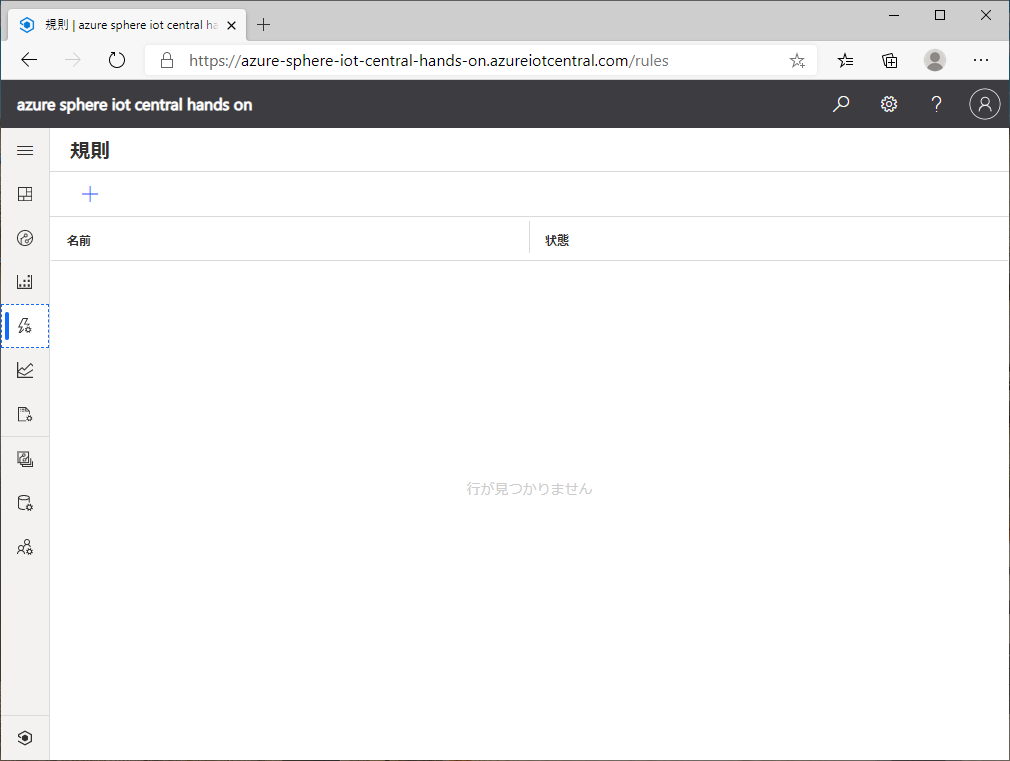 規則 | azure sphere iot central ha
https://azure-sphere-iot-central-hands-on.azureiotcentral.com/rules
azure sphere iot central hands on
規則
名前
状態
行が見つかりません